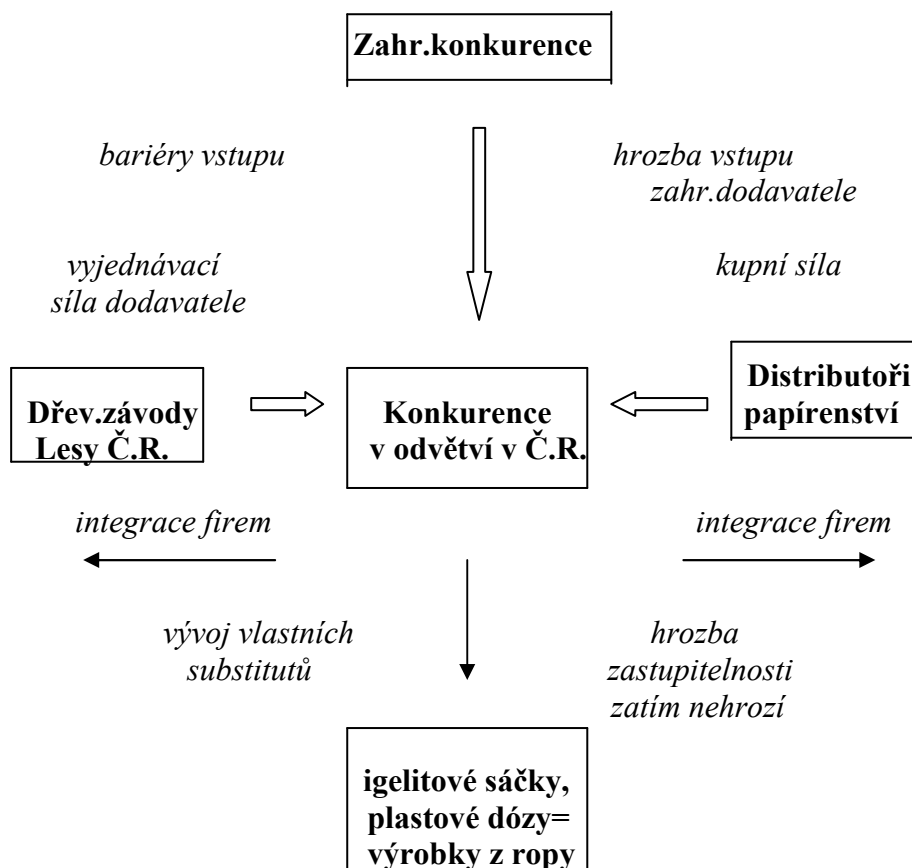 Zahr.konkurence
bariéry vstupu
hrozba vstupu
zahr.dodavatele
vyjednávací
síla dodavatele
kupní síla
Dřev.závody
Lesy Č.R.
Konkurence
v odvětví v Č.R.
Distributoři
papírenství
integrace firem
integrace firem
vývoj vlastních
substitutů
hrozba
zastupitelnosti
zatím nehrozí
igelitové sáčky,
plastové dózy=
výrobky z ropy